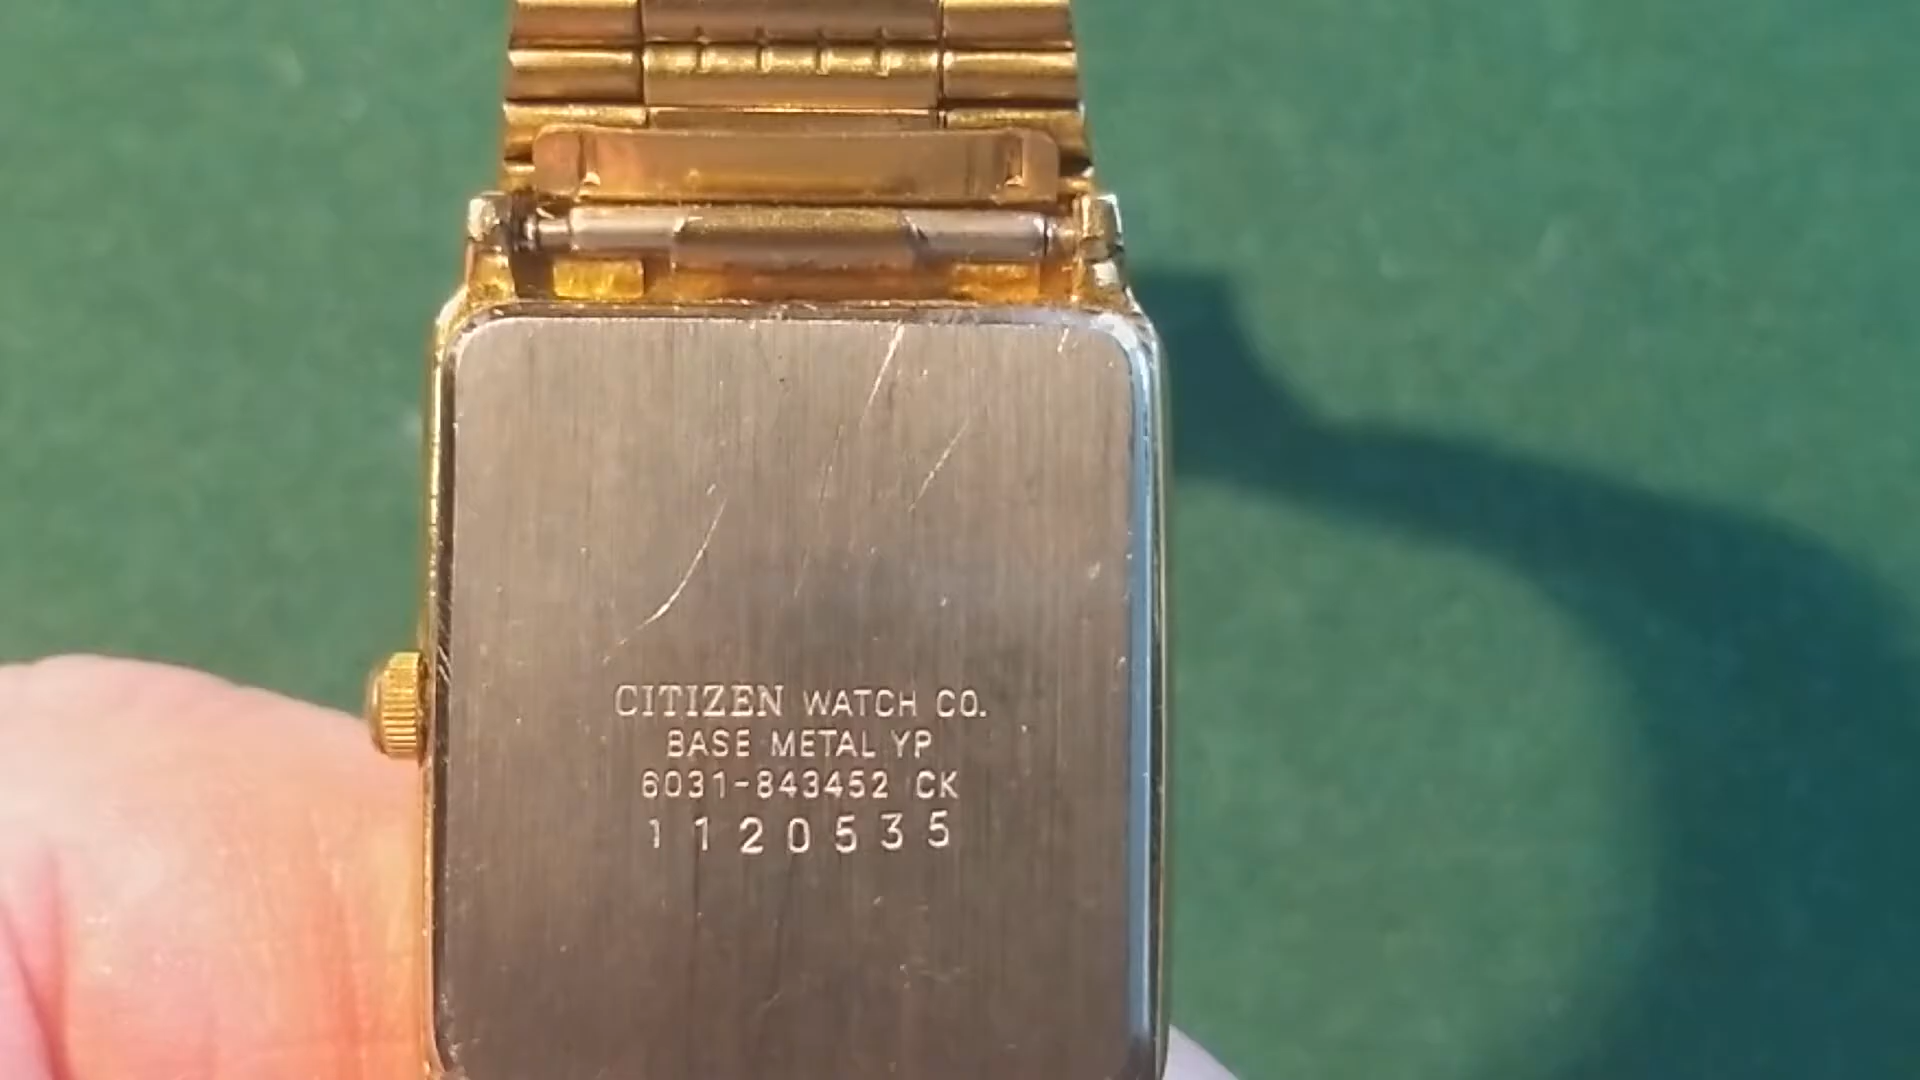 CITIZEN WATCH CO.
BASE METAL YP
6031-843452 CK
1120535